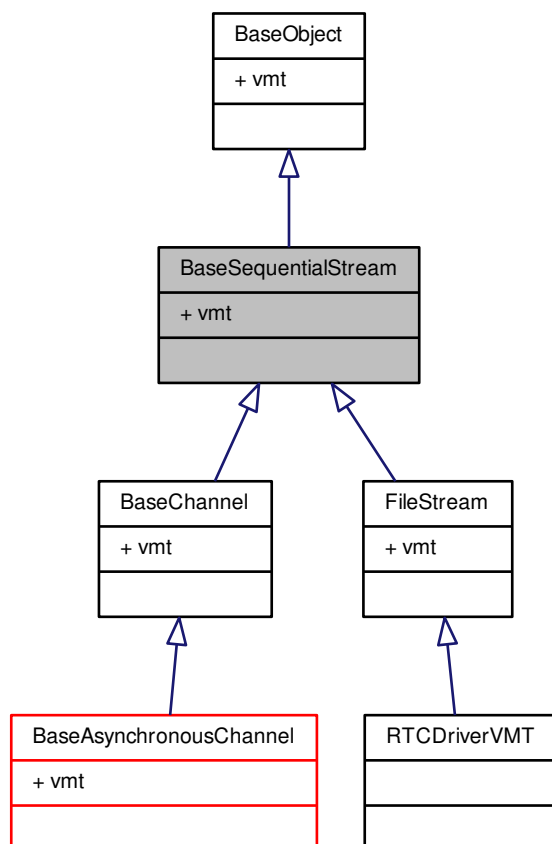 BaseObject
+ vmt
BaseSequentialStream
+ vmt
BaseChannel
+ vmt
FileStream
+ vmt
BaseAsynchronousChannel
+ vmt
RTCDriverVMT